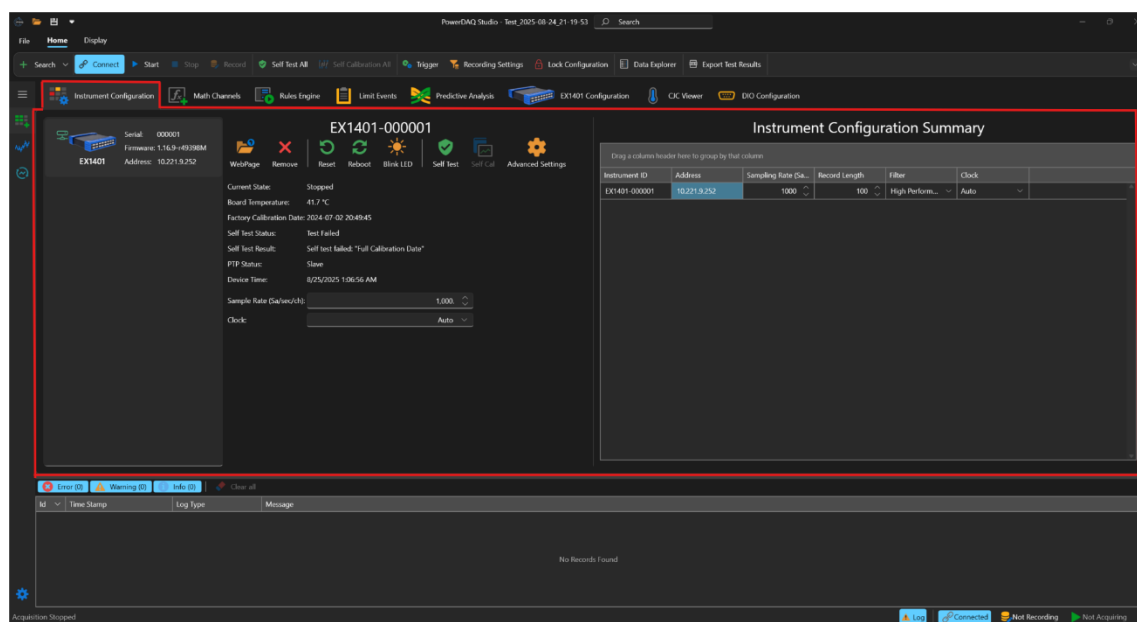 PowerDAQ Studio - Test_2025-08-24_21-19-53 Search
File Home Display
Search Connect Start Stop Record Self Test All Self Calibration All Trigger Recording Settings Lock Configuration Data Explorer Export Test Results
Instrument Configuration Math Channels Rules Engine Limit Events Predictive Analysis EX1401 Configuration CJC Viewer DIO Configuration
EX1401
Serial: 000001
Firmware: 1.16.9-r49398M
Address: 10.221.9.252
EX1401-000001
WebPage Remove Reset Reboot Blink LED Self Test Self Cal Advanced Settings
Current State: Stopped
Board Temperature: 41.7 °C
Factory Calibration Date: 2024-07-02 20:49:45
Self Test Status: Test Failed
Self Test Result: Self test failed: "Full Calibration Date"
PTP Status: Slave
Device Time: 8/25/2025 1:06:56 AM
Sample Rate (Sa/sec/ch): 1,000.
Clock: Auto
Instrument Configuration Summary
Drag a column header here to group by that column
Instrument ID Address Sampling Rate (Sa... Record Length Filter Clock
EX1401-000001 10.221.9.252 1000 100 High Perform... Auto
Error (0) Warning (0) Info (0) Clear all
Id Time Stamp Log Type Message
No Records Found
Acquisition Stopped Log Connected Not Recording Not Acquiring